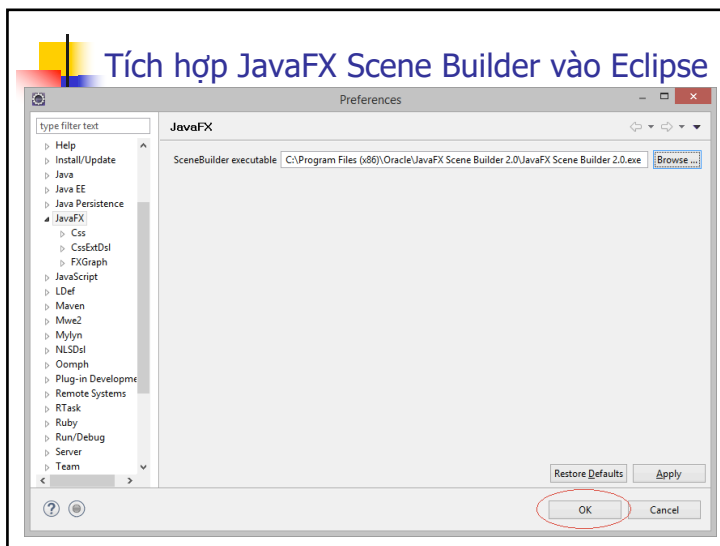 Tích hợp JavaFX Scene Builder vào Eclipse
Preferences
type filter text
JavaFX
Help
Install/Update
Java
Java EE
Java Persistence
JavaFX
Css
CssExtDsl
FXGraph
JavaScript
LDef
Maven
Mwe2
Mylyn
NLSDsl
Oomph
Plug-in Developme
Remote Systems
RTask
Ruby
Run/Debug
Server
Team
SceneBuilder executable C:\Program Files (x86)\Oracle\JavaFX Scene Builder 2.0\JavaFX Scene Builder 2.0.exe Browse ...
Restore Defaults Apply
OK Cancel